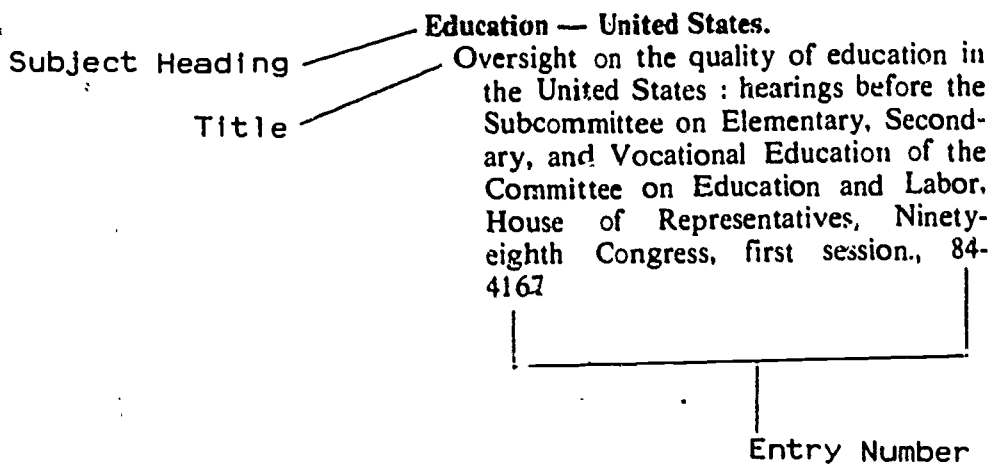 Education — United States.
Subject Heading
Oversight on the quality of education in
the United States : hearings before the
Title
Subcommittee on Elementary, Second-
ary, and Vocational Education of the
Committee on Education and Labor,
House of Representatives, Ninety-
eighth Congress, first session., 84-
4167
Entry Number